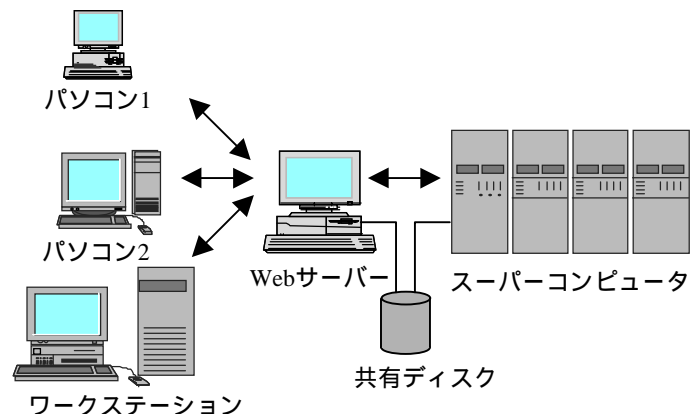 パソコン1
パソコン2
Webサーバー
スーパーコンピュータ
共有ディスク
ワークステーション